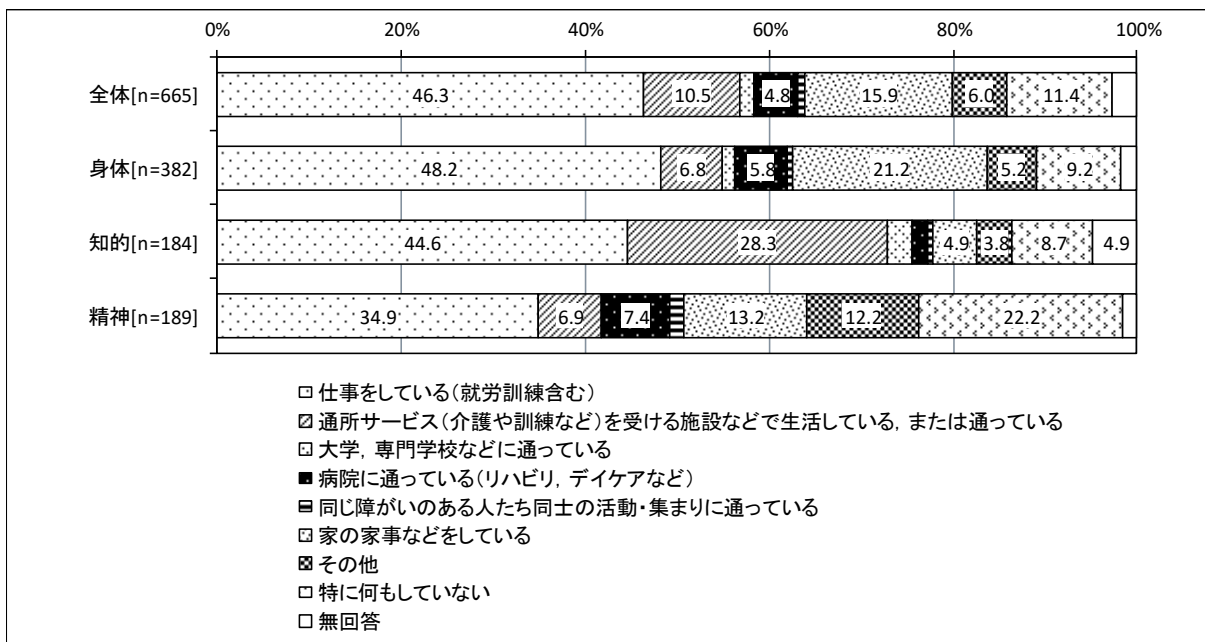 0% 20% 40% 60% 80% 100%
全体[n=665] 46.3 10.5 4.8 15.9 6.0 11.4
身体[n=382] 48.2 6.8 5.8 21.2 5.2 9.2
知的[n=184] 44.6 28.3 4.9 3.8 8.7 4.9
精神[n=189] 34.9 6.9 7.4 13.2 12.2 22.2
仕事をしている(就労訓練含む)
通所サービス(介護や訓練など)を受ける施設などで生活している，または通っている
大学，専門学校などに通っている
病院に通っている(リハビリ，デイケアなど)
同じ障がいのある人たち同士の活動・集まりに通っている
家の家事などをしている
その他
特に何もしていない
無回答